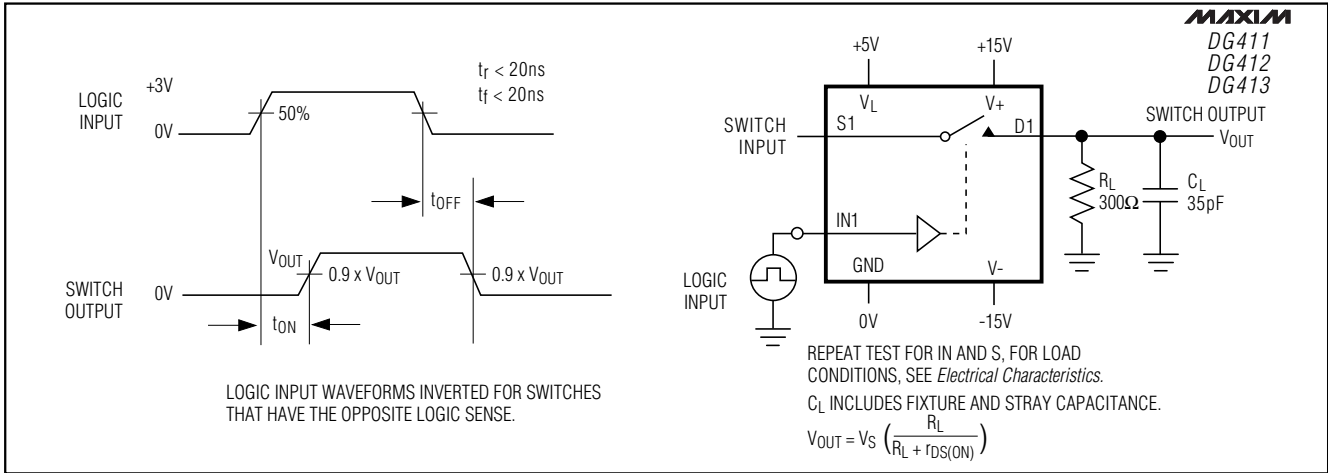 MAXIM
DG411
DG412
DG413
LOGIC
INPUT
+3V
0V
50%
tr < 20ns
tf < 20ns
tOFF
SWITCH
OUTPUT
VOUT
0V
0.9 x VOUT
0.9 x VOUT
tON
LOGIC INPUT WAVEFORMS INVERTED FOR SWITCHES
THAT HAVE THE OPPOSITE LOGIC SENSE.
+5V
+15V
VL
V+
SWITCH
INPUT
S1
D1
SWITCH OUTPUT
VOUT
RL
300Ω
CL
35pF
IN1
LOGIC
INPUT
GND
V-
0V
-15V
REPEAT TEST FOR IN AND S, FOR LOAD
CONDITIONS, SEE Electrical Characteristics.
CL INCLUDES FIXTURE AND STRAY CAPACITANCE.
VOUT = VS (RL / RL + rDS(ON))